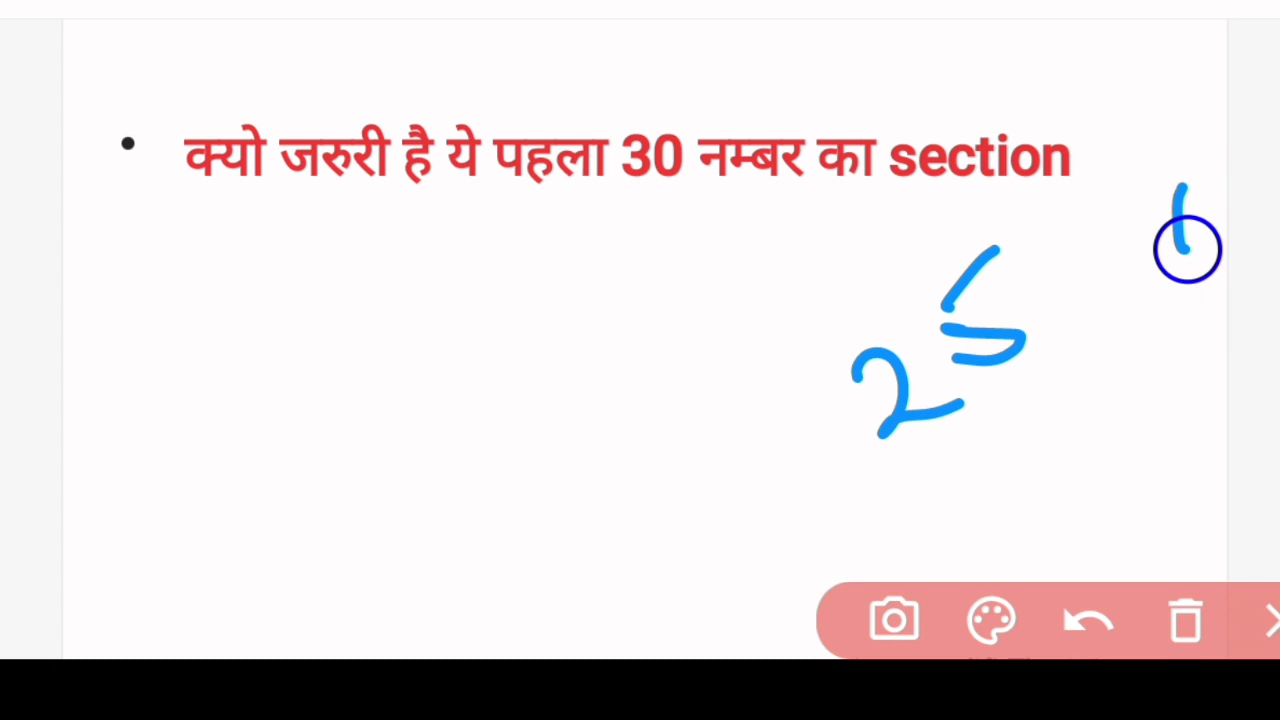 • क्यो जरुरी है ये पहला 30 नम्बर का section
25